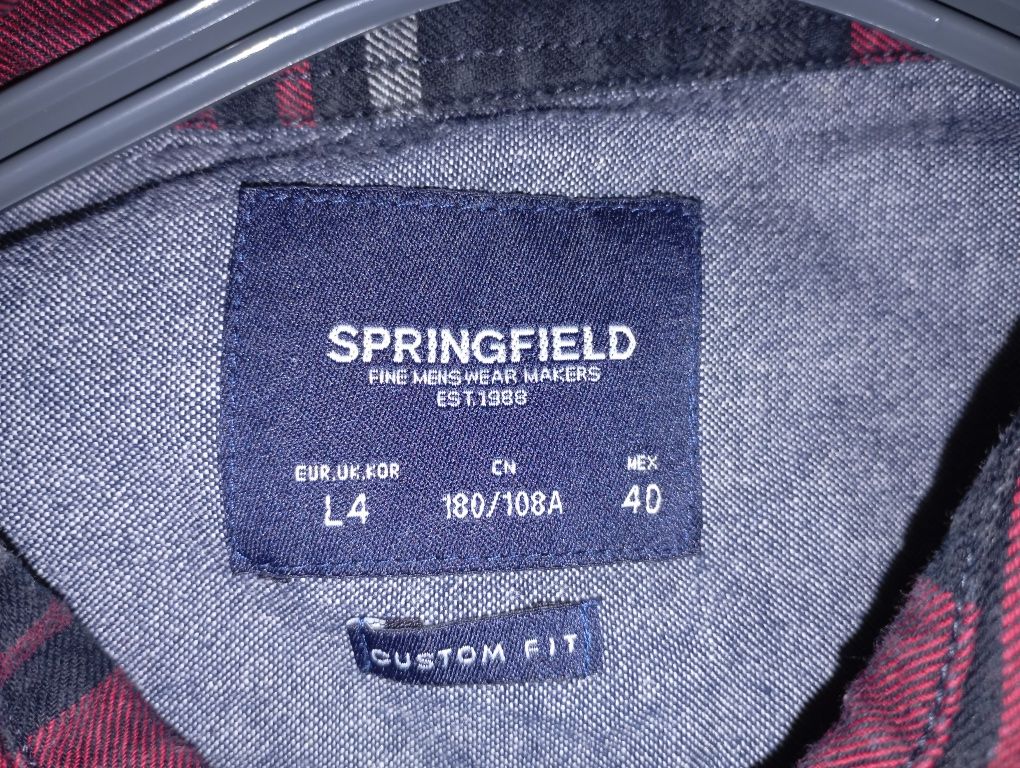 SPRINGFIELD
FINE MENSWEAR MAKERS
EST.1988
EUR.UK.KOR CN MEX
L4 180/108A 40
CUSTOM FIT